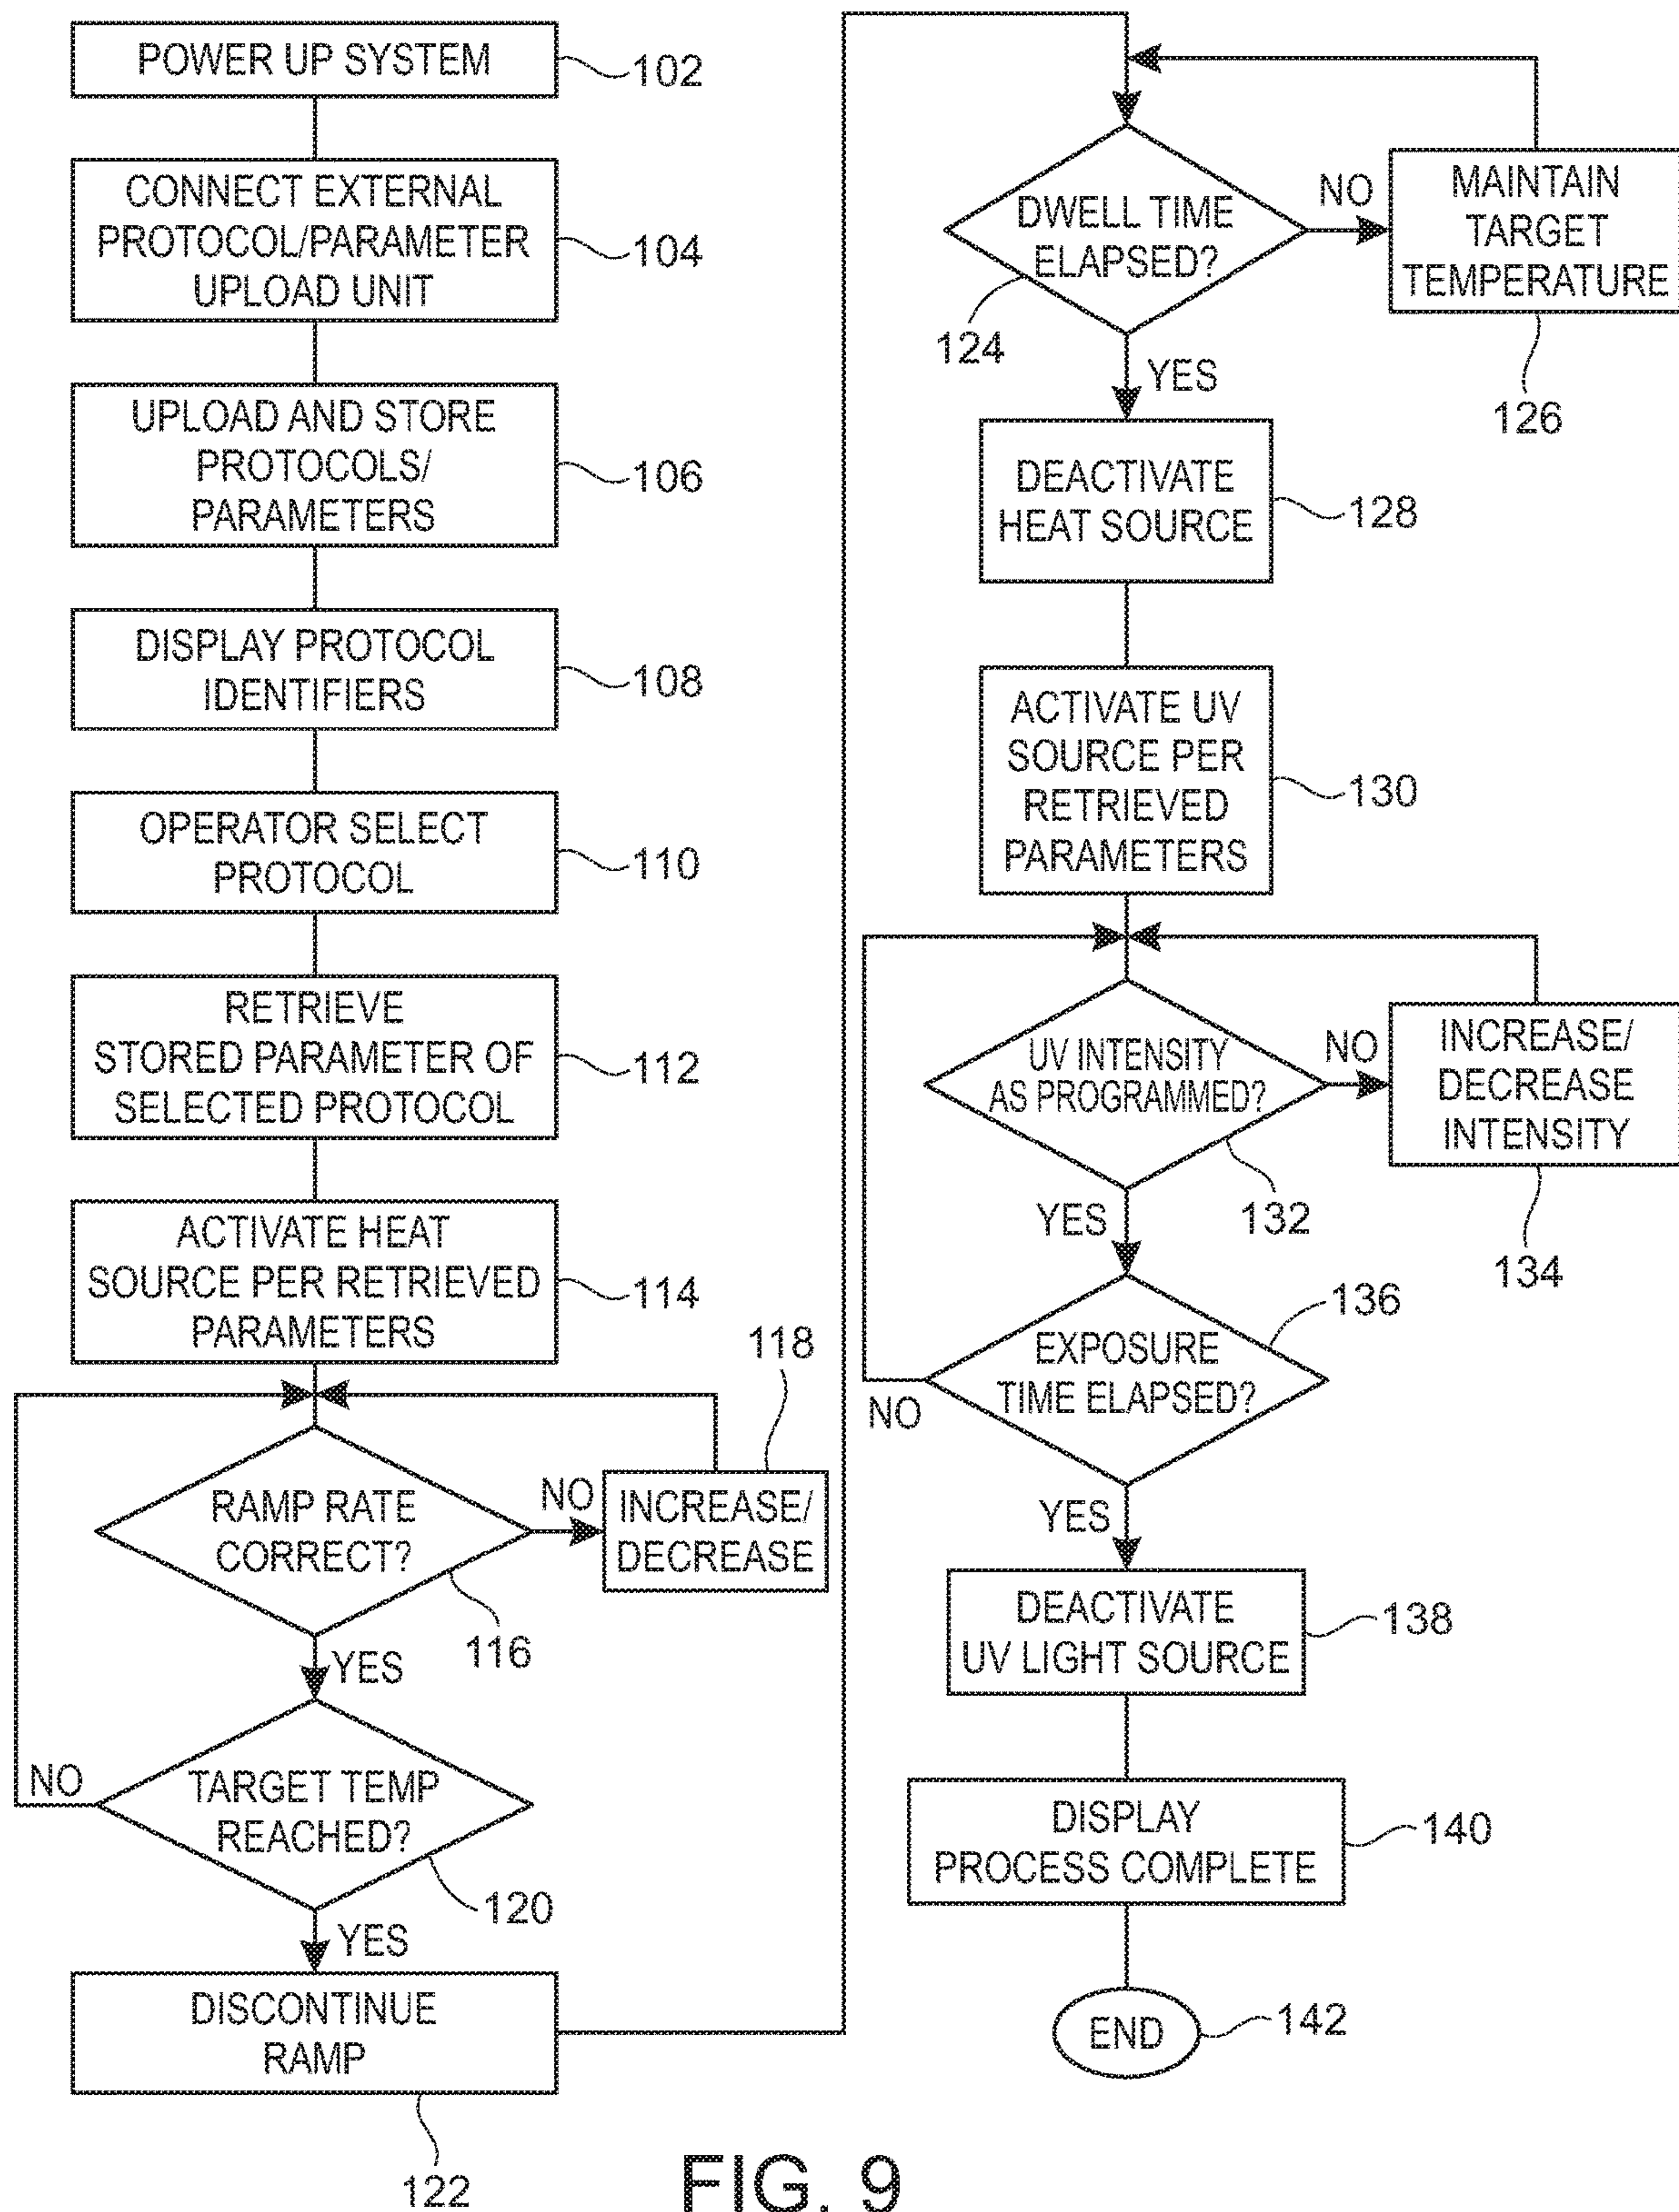 POWER UP SYSTEM
102
CONNECT EXTERNAL
PROTOCOL/PARAMETER
UPLOAD UNIT
104
UPLOAD AND STORE
PROTOCOLS/
PARAMETERS
106
DISPLAY PROTOCOL
IDENTIFIERS
108
OPERATOR SELECT
PROTOCOL
110
RETRIEVE
STORED PARAMETER OF
SELECTED PROTOCOL
112
ACTIVATE HEAT
SOURCE PER RETRIEVED
PARAMETERS
114
RAMP RATE
CORRECT?
116
NO
118
INCREASE/
DECREASE
YES
TARGET TEMP
REACHED?
120
NO
YES
DISCONTINUE
RAMP
122
DWELL TIME
ELAPSED?
124
NO
MAINTAIN
TARGET
TEMPERATURE
126
YES
DEACTIVATE
HEAT SOURCE
128
ACTIVATE UV
SOURCE PER
RETRIEVED
PARAMETERS
130
UV INTENSITY
AS PROGRAMMED?
132
NO
INCREASE/
DECREASE
INTENSITY
134
YES
136
EXPOSURE
TIME ELAPSED?
NO
YES
DEACTIVATE
UV LIGHT SOURCE
138
DISPLAY
PROCESS COMPLETE
140
END
142
FIG. 9